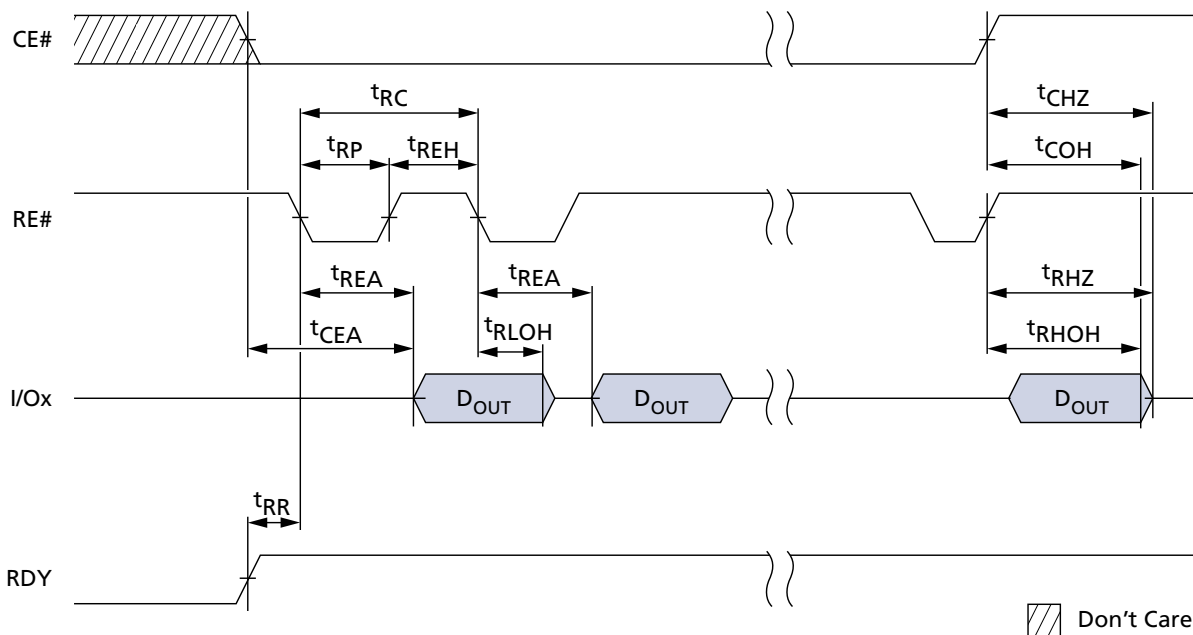 CE#
tRC
tCHZ
tRP
tREH
tCOH
RE#
tREA
tREA
tRHZ
tCEA
tRLOH
tRHOH
I/Ox
DOUT
DOUT
DOUT
tRR
RDY
Don't Care